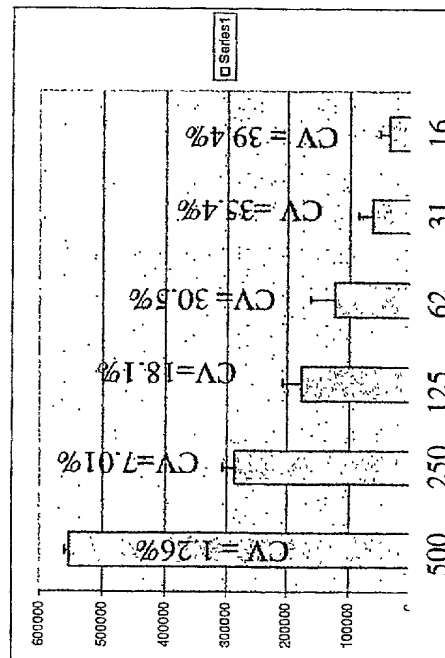 Series1
600000
500000
400000
300000
200000
100000
CV = 1.26%
CV=7.01%
CV=18.1%
CV= 30.5%
CV= 35.4%
CV = 39.4%
500 250 125 62 31 16